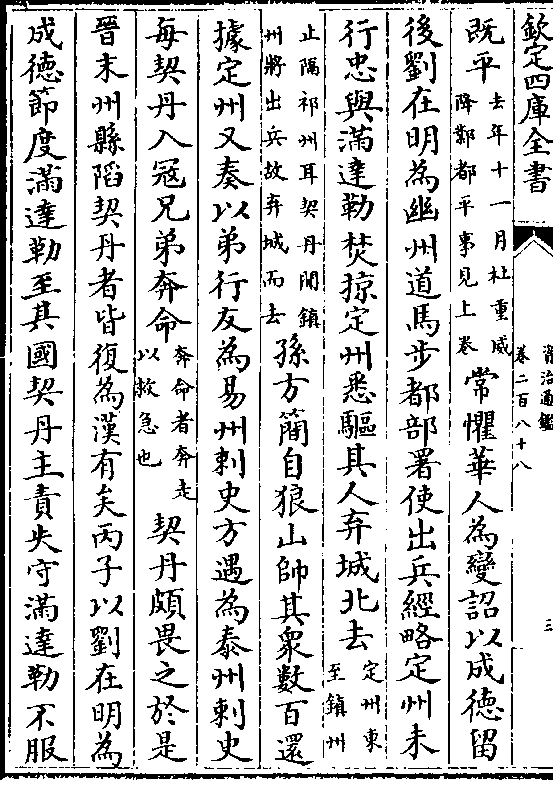 欽定四庫全書
資治通鑑
卷二百八十八
三
既平去年十一月杜重威降鄴都平事見上卷常懼華人為變詔以成德留
後劉在明為幽州道馬步都部署使出兵經略定州未
行忠與滿達勒焚掠定州悉驅其人弃城北去定州東至鎮州
止隔祁州耳契丹聞鎮州將出兵故弃城而去孫方簡自狼山帥其衆數百還
據定州又奏以弟行友為易州刺史方遇為泰州刺史
每契丹入冦兄弟奔命奔命者奔走以救急也契丹頗畏之於是
晉末州縣陷契丹者皆復為漢有矣丙子以劉在明為
成德節度滿達勒至其國契丹主責失守滿達勒不服